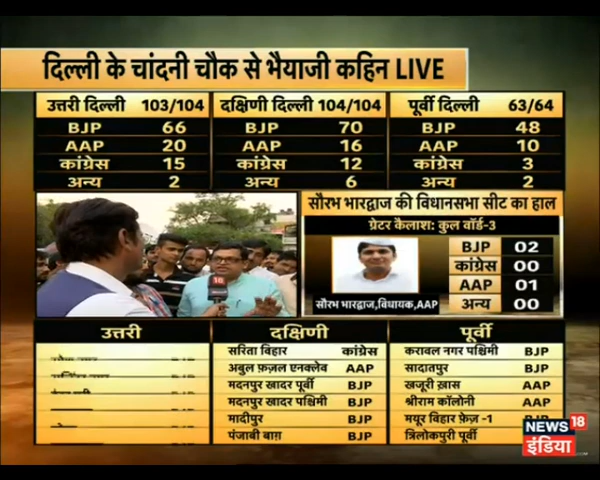 दिल्ली के चांदनी चौक से भैयाजी कहिन LIVE
उत्तरी दिल्ली 103/104
BJP 66
AAP 20
कांग्रेस 15
अन्य 2
दक्षिणी दिल्ली 104/104
BJP 70
AAP 16
कांग्रेस 12
अन्य 6
पूर्वी दिल्ली 63/64
BJP 48
AAP 10
कांग्रेस 3
अन्य 2
18
सौरभ भारद्वाज की विधानसभा सीट का हाल
ग्रेटर कैलाश: कुल वॉर्ड-3
सौरभ भारद्वाज,विधायक,AAP
BJP 02
कांग्रेस 00
AAP 01
अन्य 00
उत्तरी
दक्षिणी
सरिता विहार कांग्रेस
अबुल फ़ज़ल एनक्लेव AAP
मदनपुर खादर पूर्वी BJP
मदनपुर खादर पश्चिमी BJP
मादीपुर BJP
पंजाबी बाग़ BJP
पूर्वी
करावल नगर पश्चिमी BJP
सादातपुर BJP
खजूरी ख़ास AAP
श्रीराम कॉलोनी AAP
मयूर विहार फ़ेज़ -1 BJP
त्रिलोकपुरी पूर्वी
NEWS 18
इंडिया